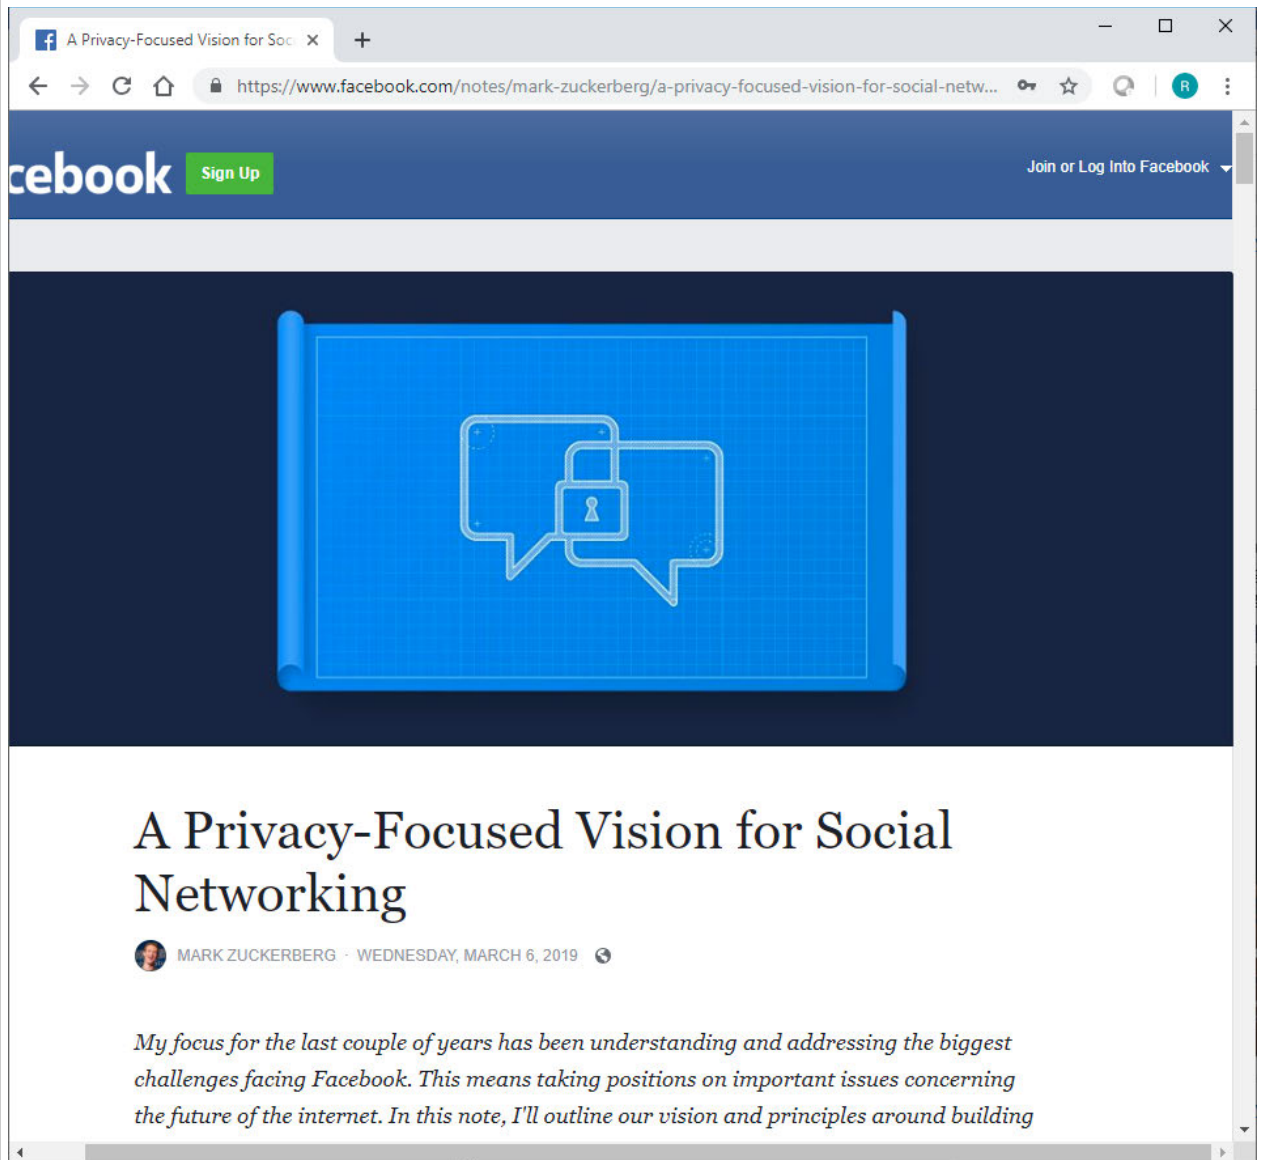 A Privacy-Focused Vision for Soc
https://www.facebook.com/notes/mark-zuckerberg/a-privacy-focused-vision-for-social-netw...
R
cebook
Sign Up
Join or Log Into Facebook
A Privacy-Focused Vision for Social
Networking
MARK ZUCKERBERG · WEDNESDAY, MARCH 6, 2019
My focus for the last couple of years has been understanding and addressing the biggest
challenges facing Facebook. This means taking positions on important issues concerning
the future of the internet. In this note, I'll outline our vision and principles around building